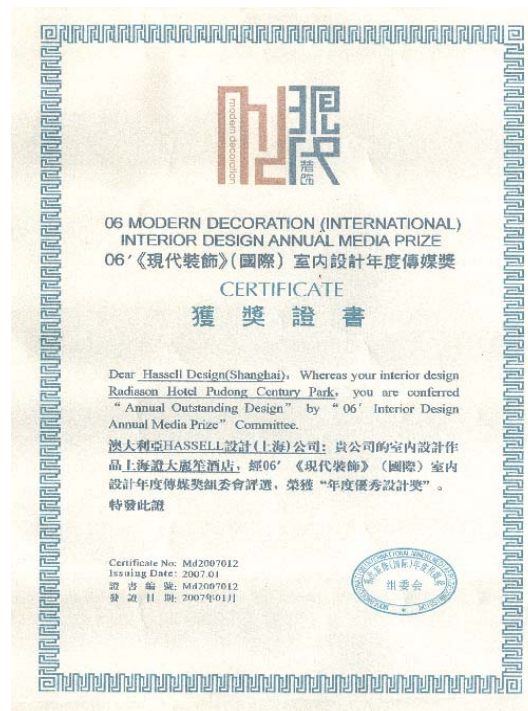 modern decoration
現代
裝飾
06 MODERN DECORATION (INTERNATIONAL)
INTERIOR DESIGN ANNUAL MEDIA PRIZE
06′《現代裝飾》(國際) 室内設計年度傳媒獎
CERTIFICATE
獲 獎 證 書
Dear Hassell Design(Shanghai), Whereas your interior design
Radisson Hotel Pudong Century Park, you are conferred
“Annual Outstanding Design” by “06′ Interior Design
Annual Media Prize” Committee.
澳大利亞HASSELL設計(上海)公司: 貴公司的室内設計作
品上海證大麗笙酒店, 經06′《現代裝飾》(國際) 室内
設計年度傳媒獎組委會評選, 榮獲“年度優秀設計獎”。
特發此證
Certificate No: Md2007012
Issuing Date: 2007.01
證 書 編 號: Md2007012
發 證 日 期: 2007年01月
组委会